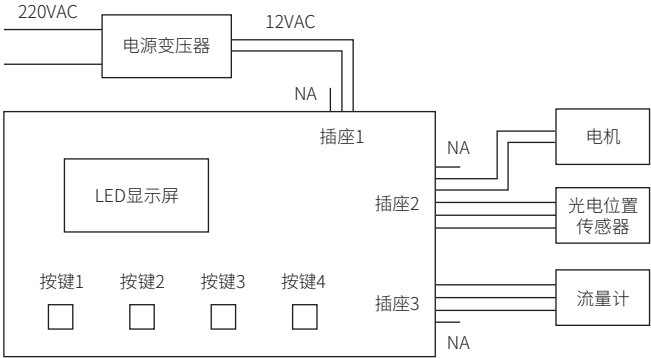 220VAC
电源变压器
12VAC
NA
插座1
NA
电机
LED显示屏
插座2
光电位置
传感器
按键1
按键2
按键3
按键4
插座3
流量计
NA